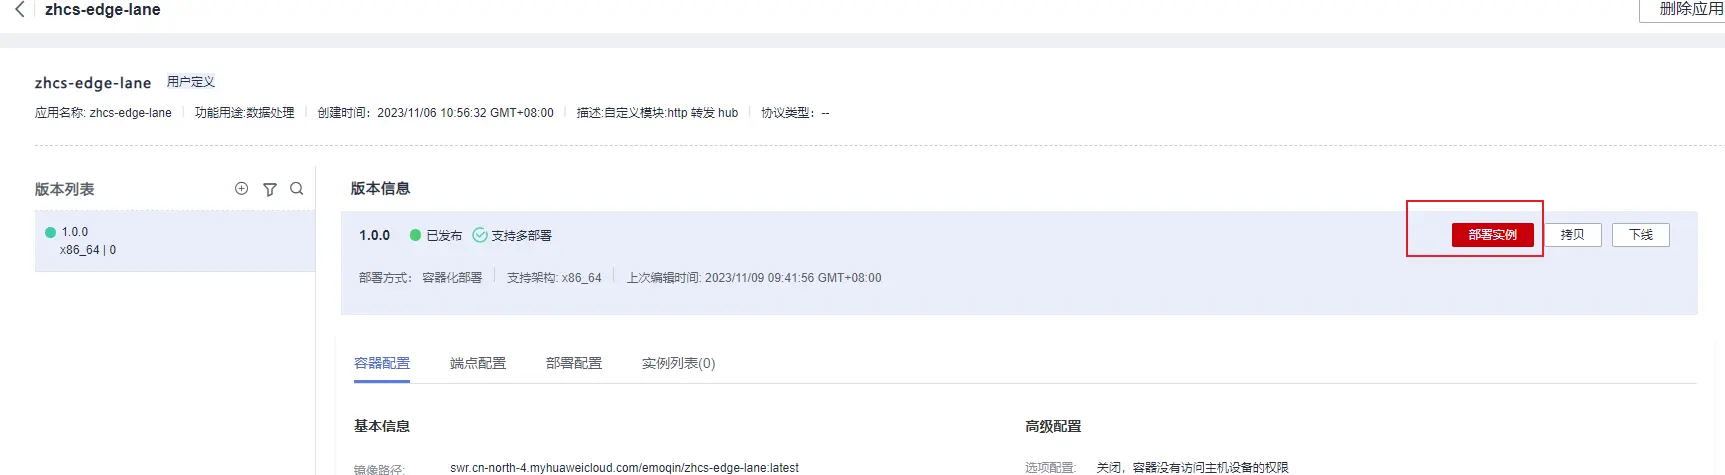 zhcs-edge-lane
删除应用
zhcs-edge-lane 用户定义
应用名称: zhcs-edge-lane 功能用途:数据处理 创建时间: 2023/11/06 10:56:32 GMT+08:00 描述:自定义模块:http 转发 hub 协议类型: --
版本列表
1.0.0
x86_64 | 0
版本信息
1.0.0 已发布 支持多部署
部署实例 拷贝 下线
部署方式: 容器化部署 支持架构: x86_64 上次编辑时间: 2023/11/09 09:41:56 GMT+08:00
容器配置 端点配置 部署配置 实例列表(0)
基本信息
镜像路径: swr.cn-north-4.myhuaweicloud.com/emoqin/zhcs-edge-lane:latest
高级配置
选项配置: 关闭，容器没有访问主机设备的权限